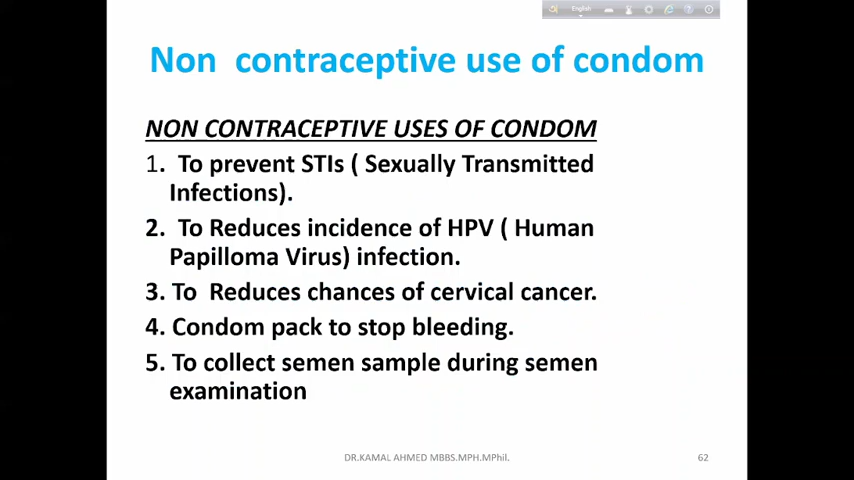 English
Non contraceptive use of condom
NON CONTRACEPTIVE USES OF CONDOM
1. To prevent STIs ( Sexually Transmitted
Infections).
2. To Reduces incidence of HPV ( Human
Papilloma Virus) infection.
3. To Reduces chances of cervical cancer.
4. Condom pack to stop bleeding.
5. To collect semen sample during semen
examination
DR.KAMAL AHMED MBBS.MPH.MPhil.
62